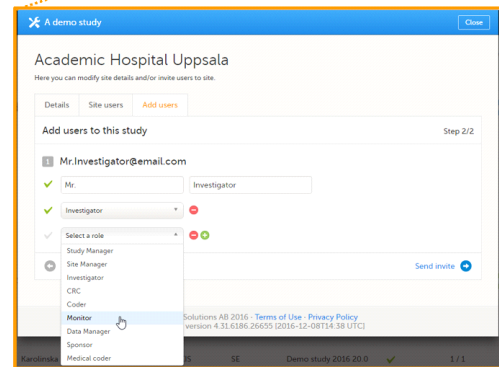 A demo study
Close
Academic Hospital Uppsala
Here you can modify site details and/or invite users to site.
Details
Site users
Add users
Add users to this study
Step 2/2
1 Mr.Investigator@email.com
Mr.
Investigator
Investigator
Select a role
Study Manager
Site Manager
Investigator
CRC
Coder
Monitor
Data Manager
Sponsor
Medical coder
Send invite
Solutions AB 2016 - Terms of Use - Privacy Policy
version 4.31.6186.26655 [2016-12-08T14:38 UTC]
Karolinska
SE
Demo study 2016 20.0
1 / 1